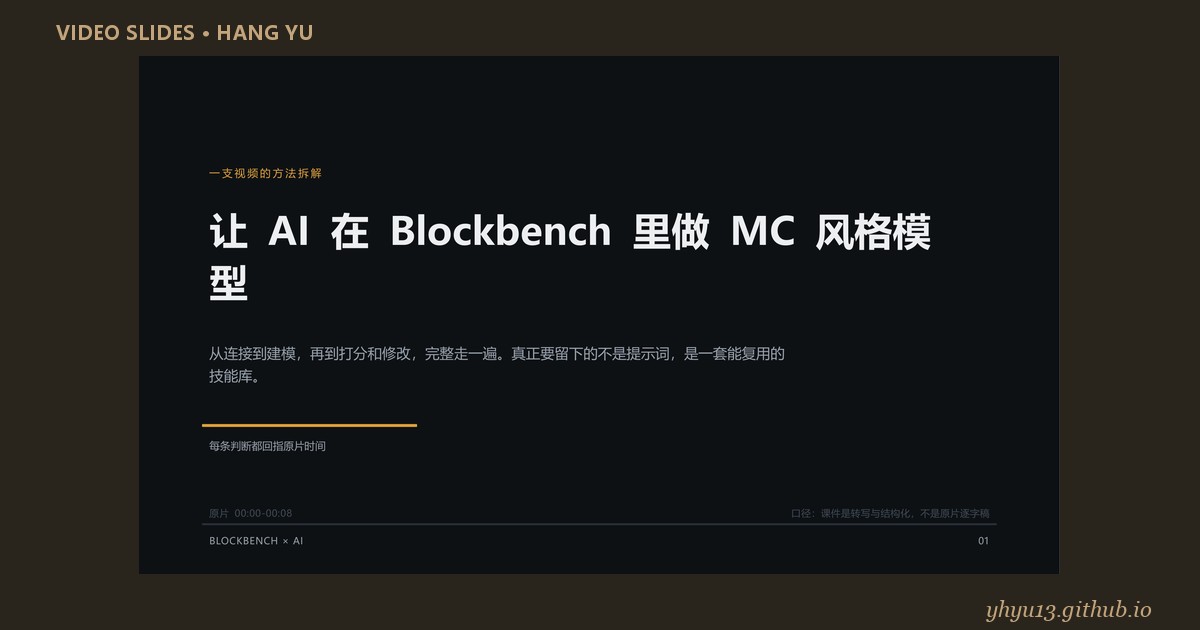 VIDEO SLIDES • HANG YU
一支视频的方法拆解
让 AI 在 Blockbench 里做 MC 风格模
型
从连接到建模，再到打分和修改，完整走一遍。真正要留下的不是提示词，是一套能复用的
技能库。
每条判断都回指原片时间
原片 00:00-00:08
口径：课件是转写与结构化，不是原片逐字稿
BLOCKBENCH × AI
01
yhyu13.github.io